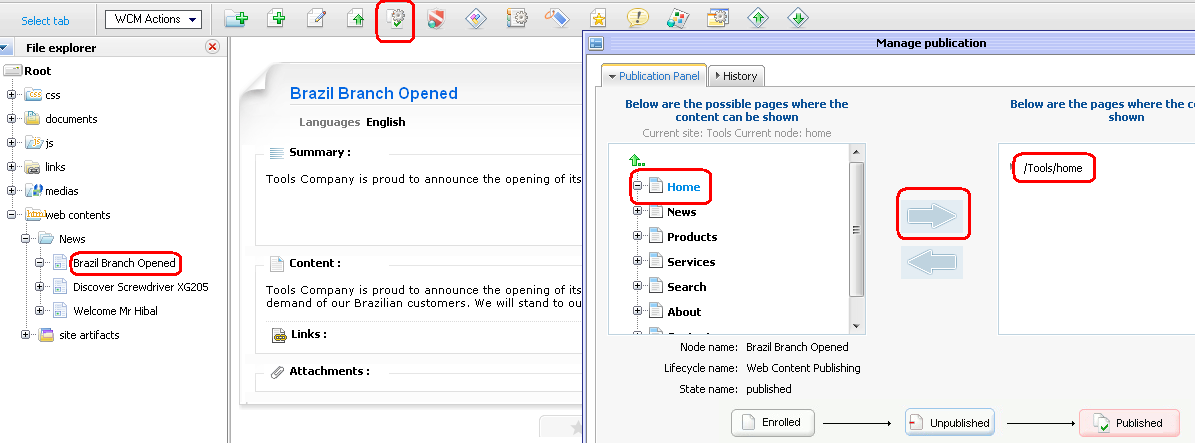 Select tab
WCM Actions
File explorer
Root
css
documents
js
links
medias
web contents
News
Brazil Branch Opened
Discover Screwdriver XG205
Welcome Mr Hibal
site artifacts
Brazil Branch Opened
Languages English
Summary :
Tools Company is proud to announce the opening of its
Content :
Tools Company is proud to announce the opening of its
demand of our Brazilian customers. We will stand to ou
Links :
Attachments :
Manage publication
Publication Panel
History
Below are the possible pages where the
content can be shown
Current site: Tools Current node: home
Home
News
Products
Services
Search
About
Below are the pages where the c
shown
/Tools/home
Node name: Brazil Branch Opened
Lifecycle name: Web Content Publishing
State name: published
Enrolled
Unpublished
Published